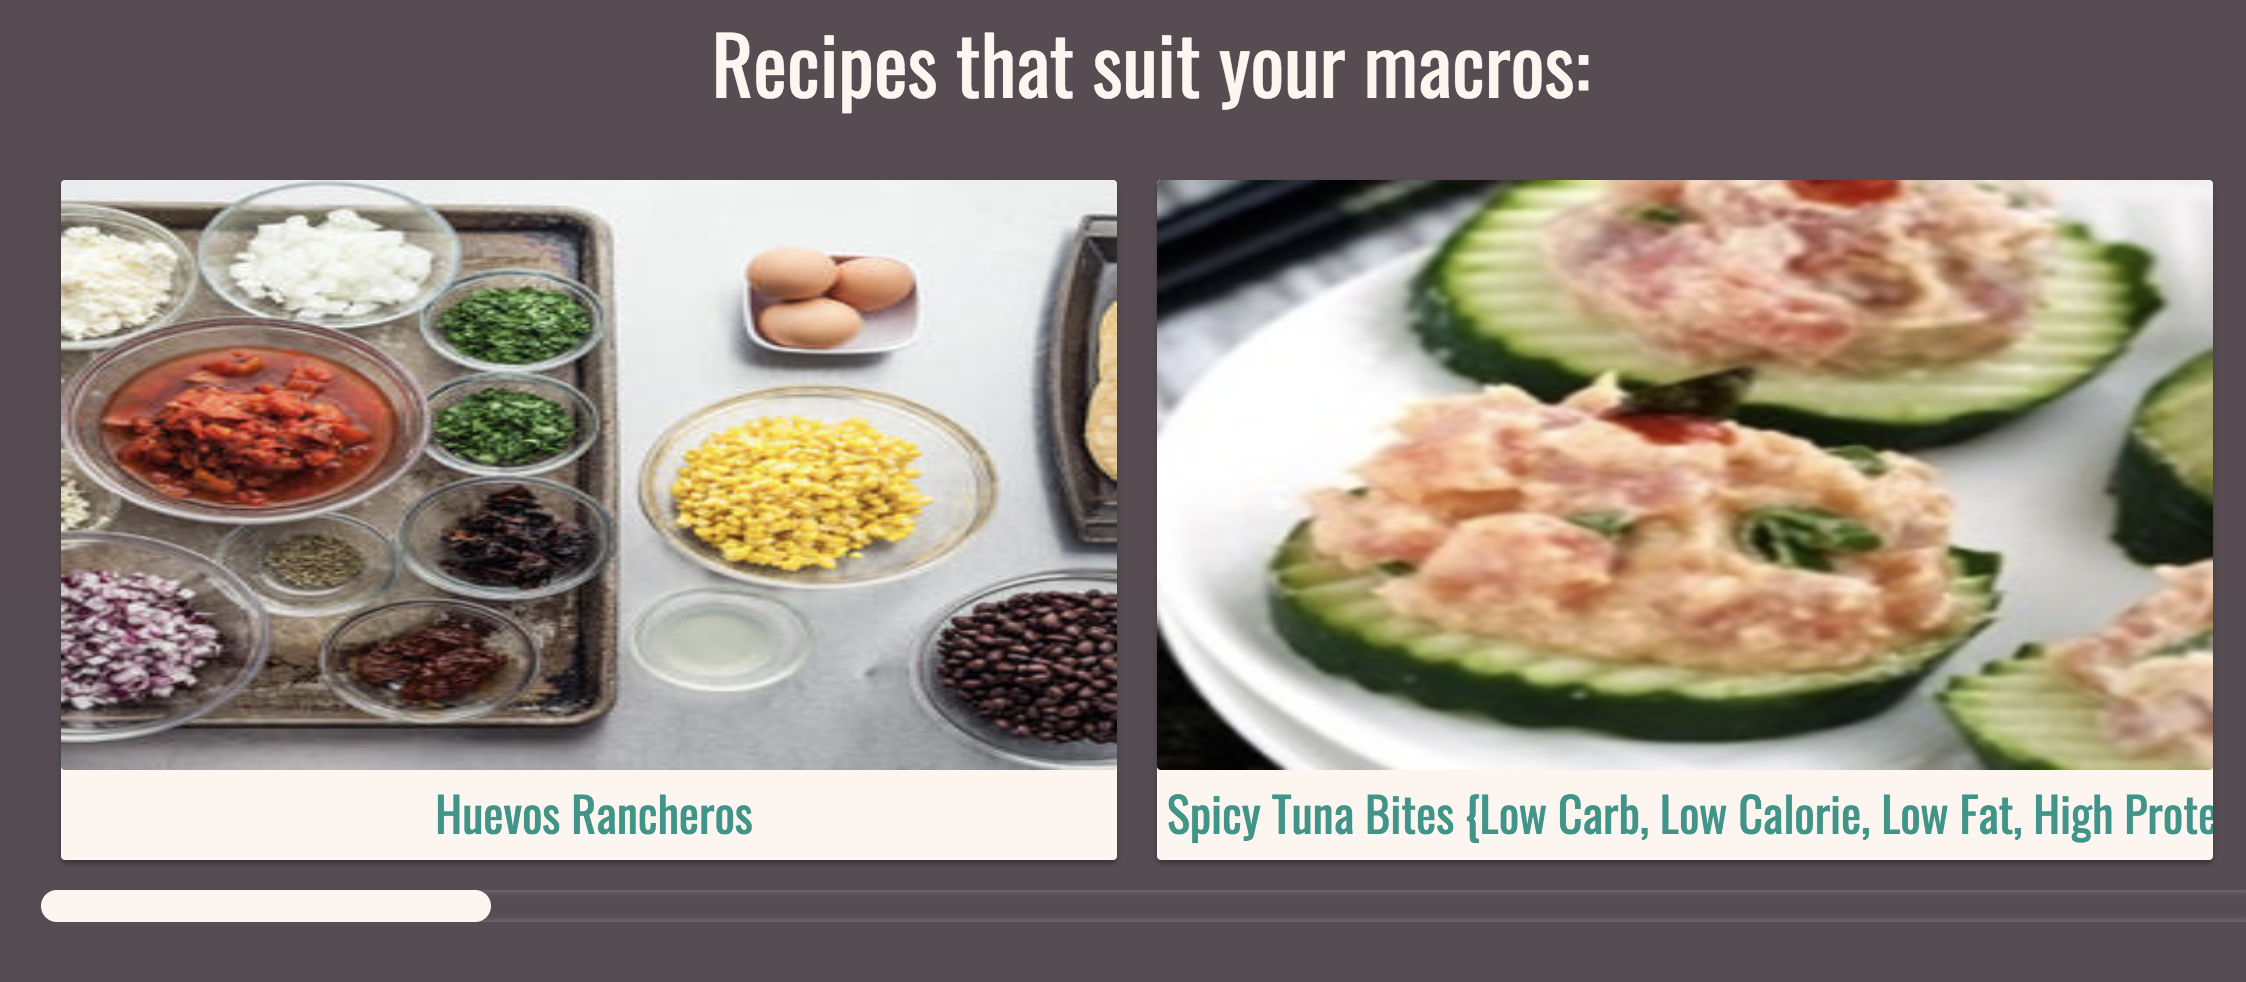 Recipes that suit your macros:
Huevos Rancheros
Spicy Tuna Bites {Low Carb, Low Calorie, Low Fat, High Prote